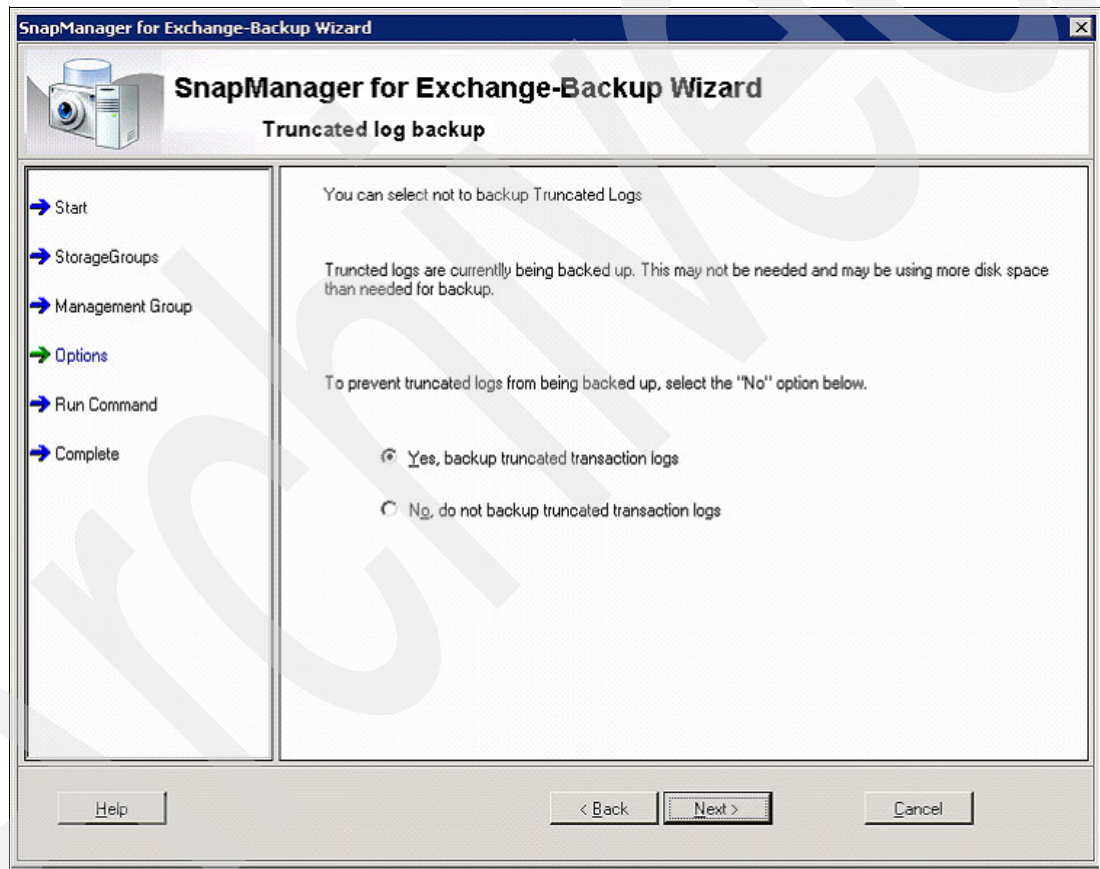 SnapManager for Exchange-Backup Wizard
SnapManager for Exchange-Backup Wizard
Truncated log backup
Start
StorageGroups
Management Group
Options
Run Command
Complete
You can select not to backup Truncated Logs
Truncted logs are currentlly being backed up. This may not be needed and may be using more disk space
than needed for backup.
To prevent truncated logs from being backed up, select the "No" option below.
Yes, backup truncated transaction logs
No, do not backup truncated transaction logs
Help
< Back
Next >
Cancel